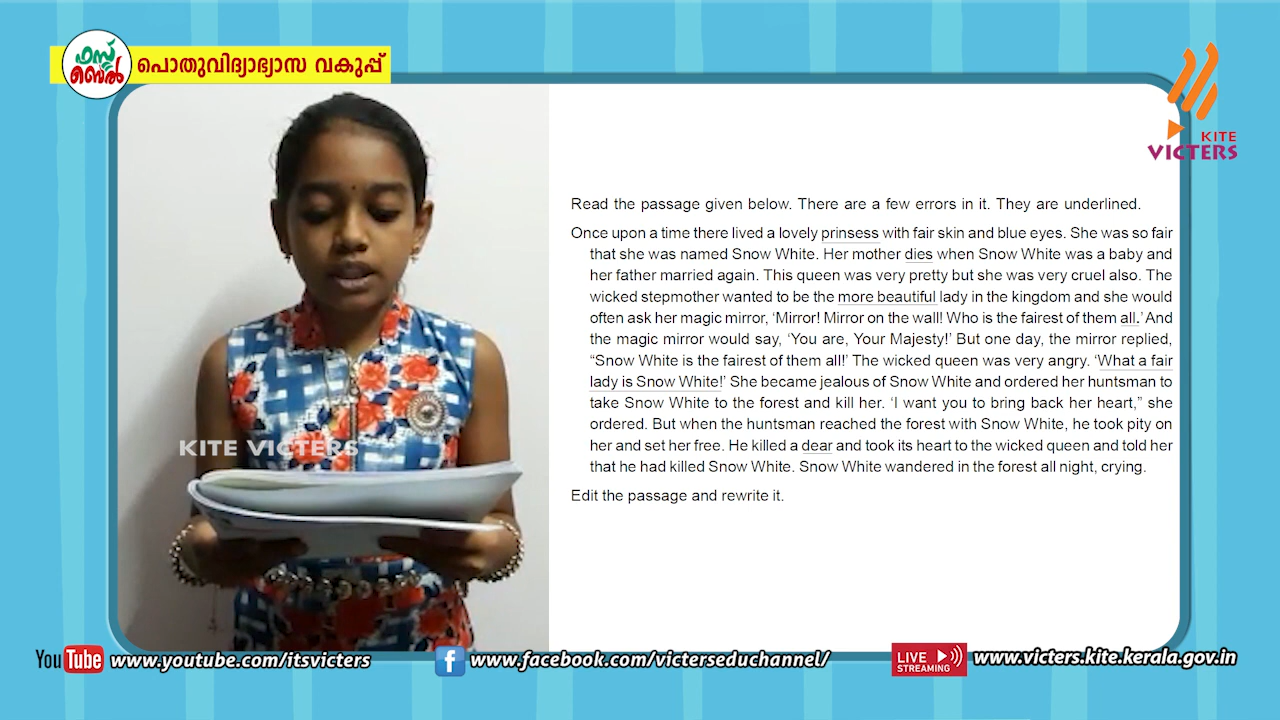 ഫസ്റ്റ്
ബെൽ
പൊതുവിദ്യാഭ്യാസ വകുപ്പ്
KITE
VICTERS
Read the passage given below. There are a few errors in it. They are underlined.
Once upon a time there lived a lovely prinsess with fair skin and blue eyes. She was so fair
that she was named Snow White. Her mother dies when Snow White was a baby and
her father married again. This queen was very pretty but she was very cruel also. The
wicked stepmother wanted to be the more beautiful lady in the kingdom and she would
often ask her magic mirror, ‘Mirror! Mirror on the wall! Who is the fairest of them all.’ And
the magic mirror would say, ‘You are, Your Majesty!’ But one day, the mirror replied,
“Snow White is the fairest of them all!’ The wicked queen was very angry. ‘What a fair
lady is Snow White!’ She became jealous of Snow White and ordered her huntsman to
take Snow White to the forest and kill her. ‘I want you to bring back her heart,” she
ordered. But when the huntsman reached the forest with Snow White, he took pity on
her and set her free. He killed a dear and took its heart to the wicked queen and told her
that he had killed Snow White. Snow White wandered in the forest all night, crying.
Edit the passage and rewrite it.
KITE VICTERS
YouTube www.youtube.com/itsvicters
f www.facebook.com/victerseduchannel/
LIVE
STREAMING
www.victers.kite.kerala.gov.in